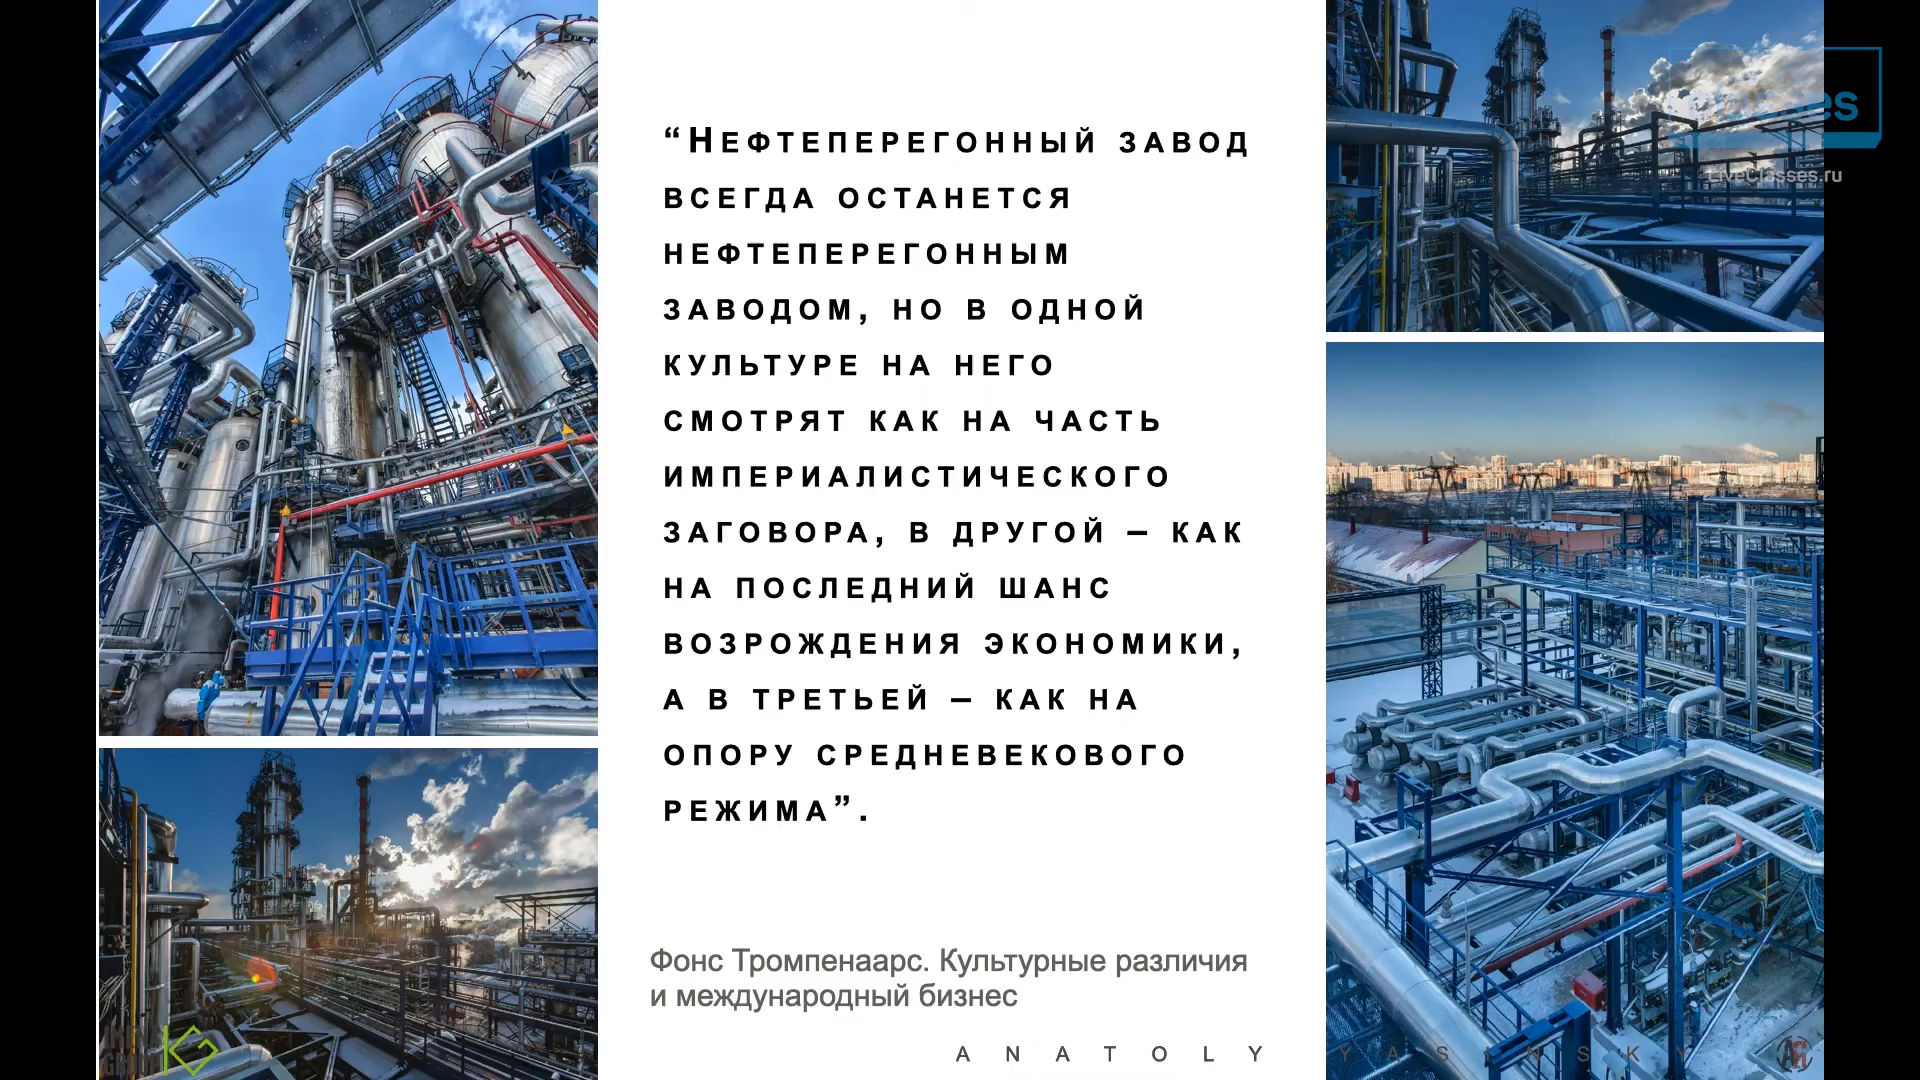 “Нефтеперегонный завод
всегда останется
нефтеперегонным
заводом, но в одной
культуре на него
смотрят как на часть
империалистического
заговора, в другой – как
на последний шанс
возрождения экономики,
а в третьей – как на
опору средневекового
режима”.
Фонс Тромпенаарс. Культурные различия
и международный бизнес
ANATOLY YASINSKY
LiveClasses.ru